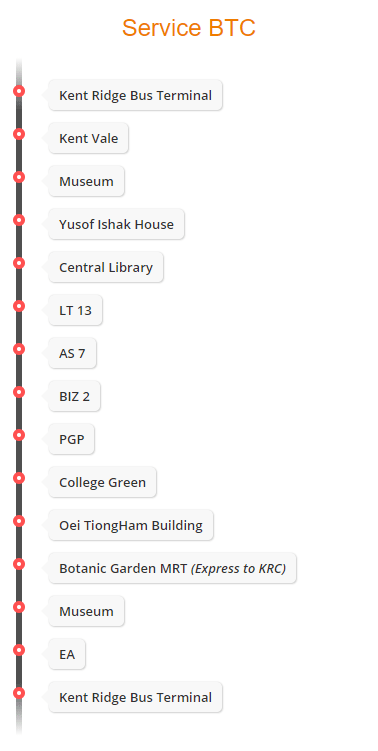 Service BTC
Kent Ridge Bus Terminal
Kent Vale
Museum
Yusof Ishak House
Central Library
LT 13
AS 7
BIZ 2
PGP
College Green
Oei TiongHam Building
Botanic Garden MRT (Express to KRC)
Museum
EA
Kent Ridge Bus Terminal